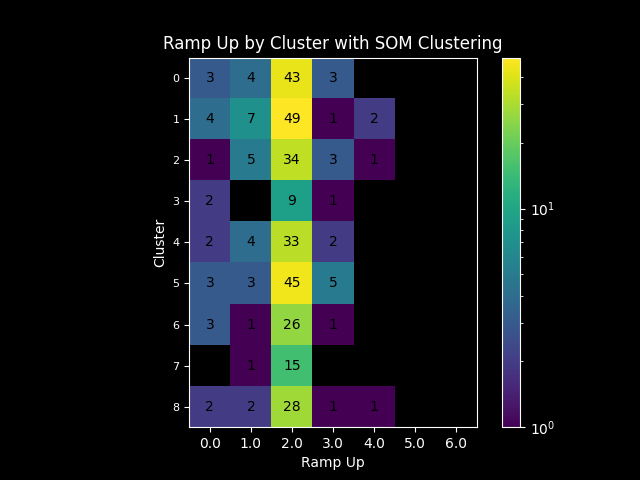 Ramp Up by Cluster with SOM Clustering
0 3 4 43 3
1 4 7 49 1 2
2 1 5 34 3 1
3 2 9 1
4 2 4 33 2
5 3 3 45 5
6 3 1 26 1
7 1 15
8 2 2 28 1 1
0.0 1.0 2.0 3.0 4.0 5.0 6.0
Ramp Up
Cluster
10¹
10⁰